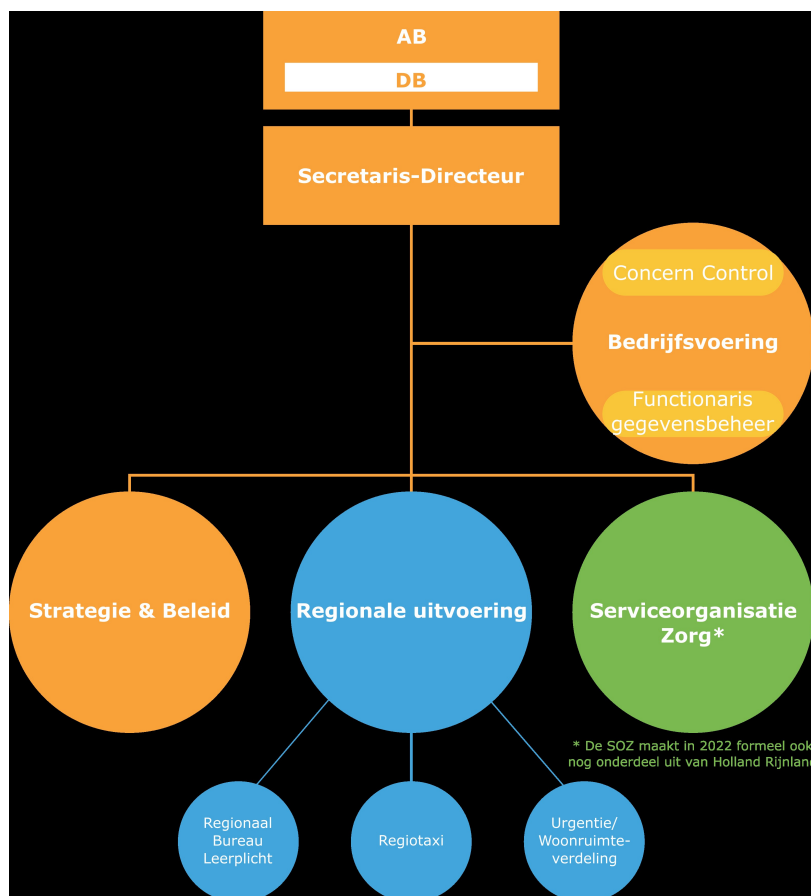 AB
DB
Secretaris-Directeur
Concern Control
Bedrijfsvoering
Functionaris
gegevensbeheer
Strategie & Beleid
Regionale uitvoering
Serviceorganisatie
Zorg*
* De SOZ maakt in 2022 formeel ook
nog onderdeel uit van Holland Rijnland
Regionaal
Bureau
Leerplicht
Regiotaxi
Urgentie/
Woonruimte-
verdeling